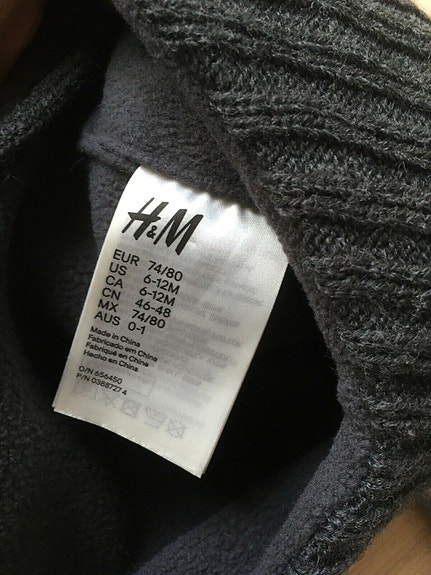 H&M
EUR 74/80
US 6-12M
CA 6-12M
CN 46-48
MX 74/80
AUS 0-1
Made in China
Fabricado em China
Fabriqué en Chine
Hecho en China
O/N 656450
P/N 0388727 4